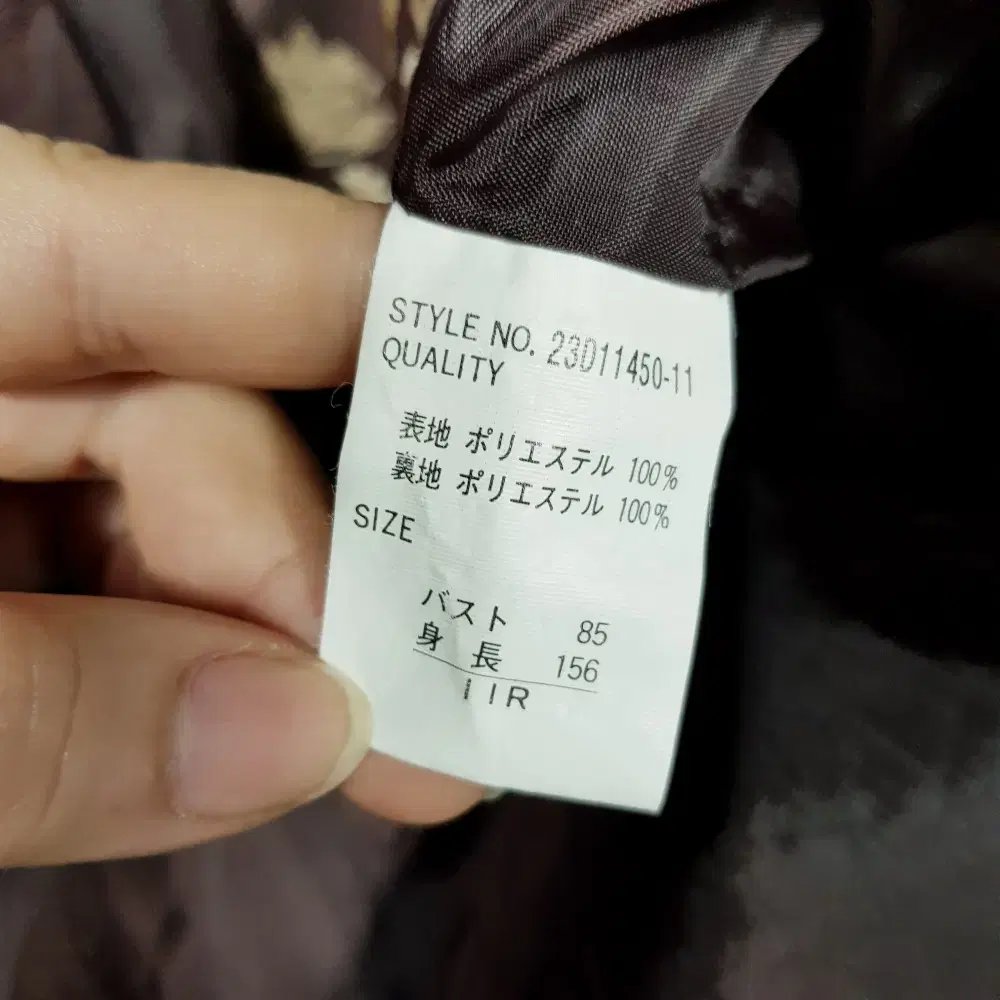 STYLE NO. 23D11450-11
QUALITY
表地 ポリエステル 100%
裏地 ポリエステル 100%
SIZE
バスト 85
身長 156
11R